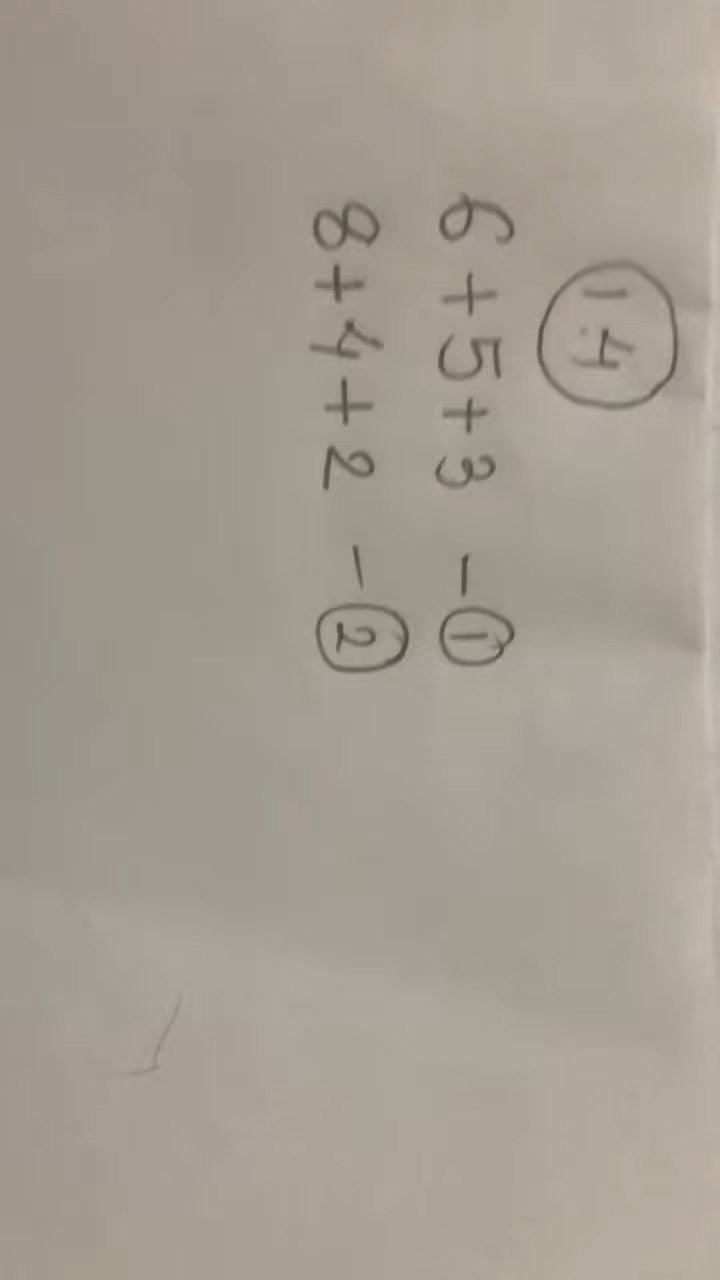 14
6+5+3 - ①
8+4+2 - ②